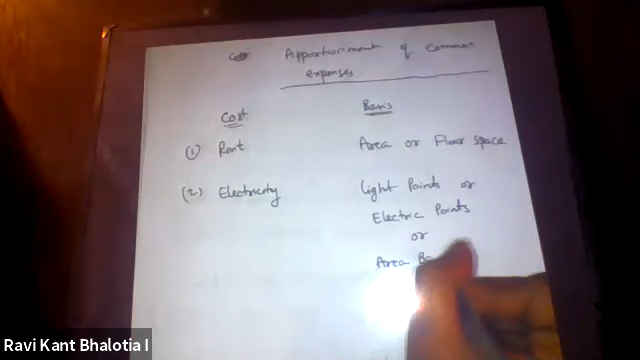 Cost Apportionment of common
expenses
Cost Basis
(1) Rent Area or Floor Space
(2) Electricity Light Points or
Electric Points
or
Area
Ravi Kant Bhalotia I